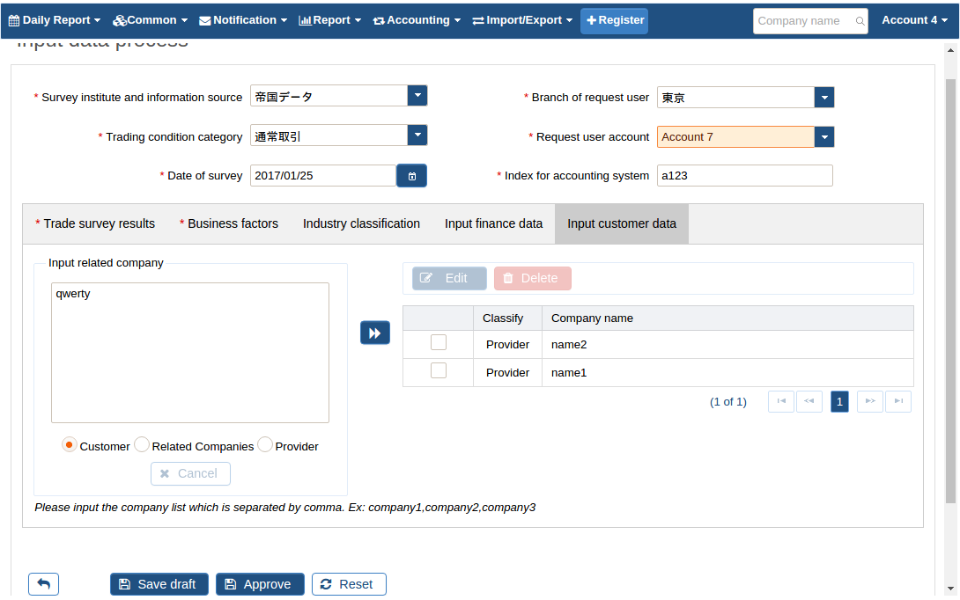 Daily Report Common Notification Report Accounting Import/Export Register Company name Account 4
Input data process
* Survey institute and information source 帝国データ * Branch of request user 東京
* Trading condition category 通常取引 * Request user account Account 7
* Date of survey 2017/01/25 * Index for accounting system a123
* Trade survey results * Business factors Industry classification Input finance data Input customer data
Input related company
qwerty
Edit Delete
Classify Company name
Provider name2
Provider name1
(1 of 1) 1
Customer Related Companies Provider
Cancel
Please input the company list which is separated by comma. Ex: company1,company2,company3
Save draft Approve Reset